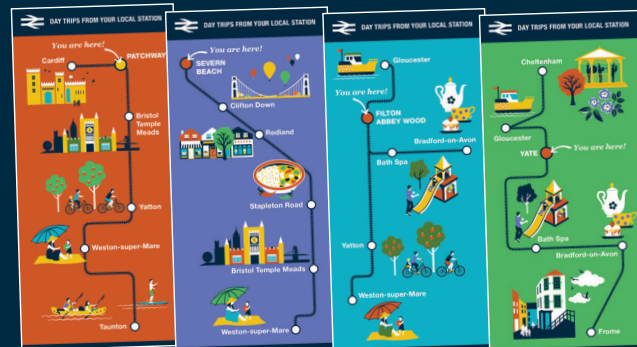 DAY TRIPS FROM YOUR LOCAL STATION
You are here!
Cardiff
PATCHWAY
Bristol
Temple
Meads
Yatton
Weston-super-Mare
Taunton
DAY TRIPS FROM YOUR LOCAL STATION
You are here!
SEVERN
BEACH
Clifton Down
Redland
Stapleton Road
Bristol Temple Meads
Weston-super-Mare
DAY TRIPS FROM YOUR LOCAL STATION
Gloucester
You are here!
FILTON
ABBEY WOOD
Bradford-on-Avon
Bath Spa
Yatton
Weston-super-Mare
DAY TRIPS FROM YOUR LOCAL STATION
Cheltenham
Gloucester
YATE
You are here!
Bath Spa
Bradford-on-Avon
Frome